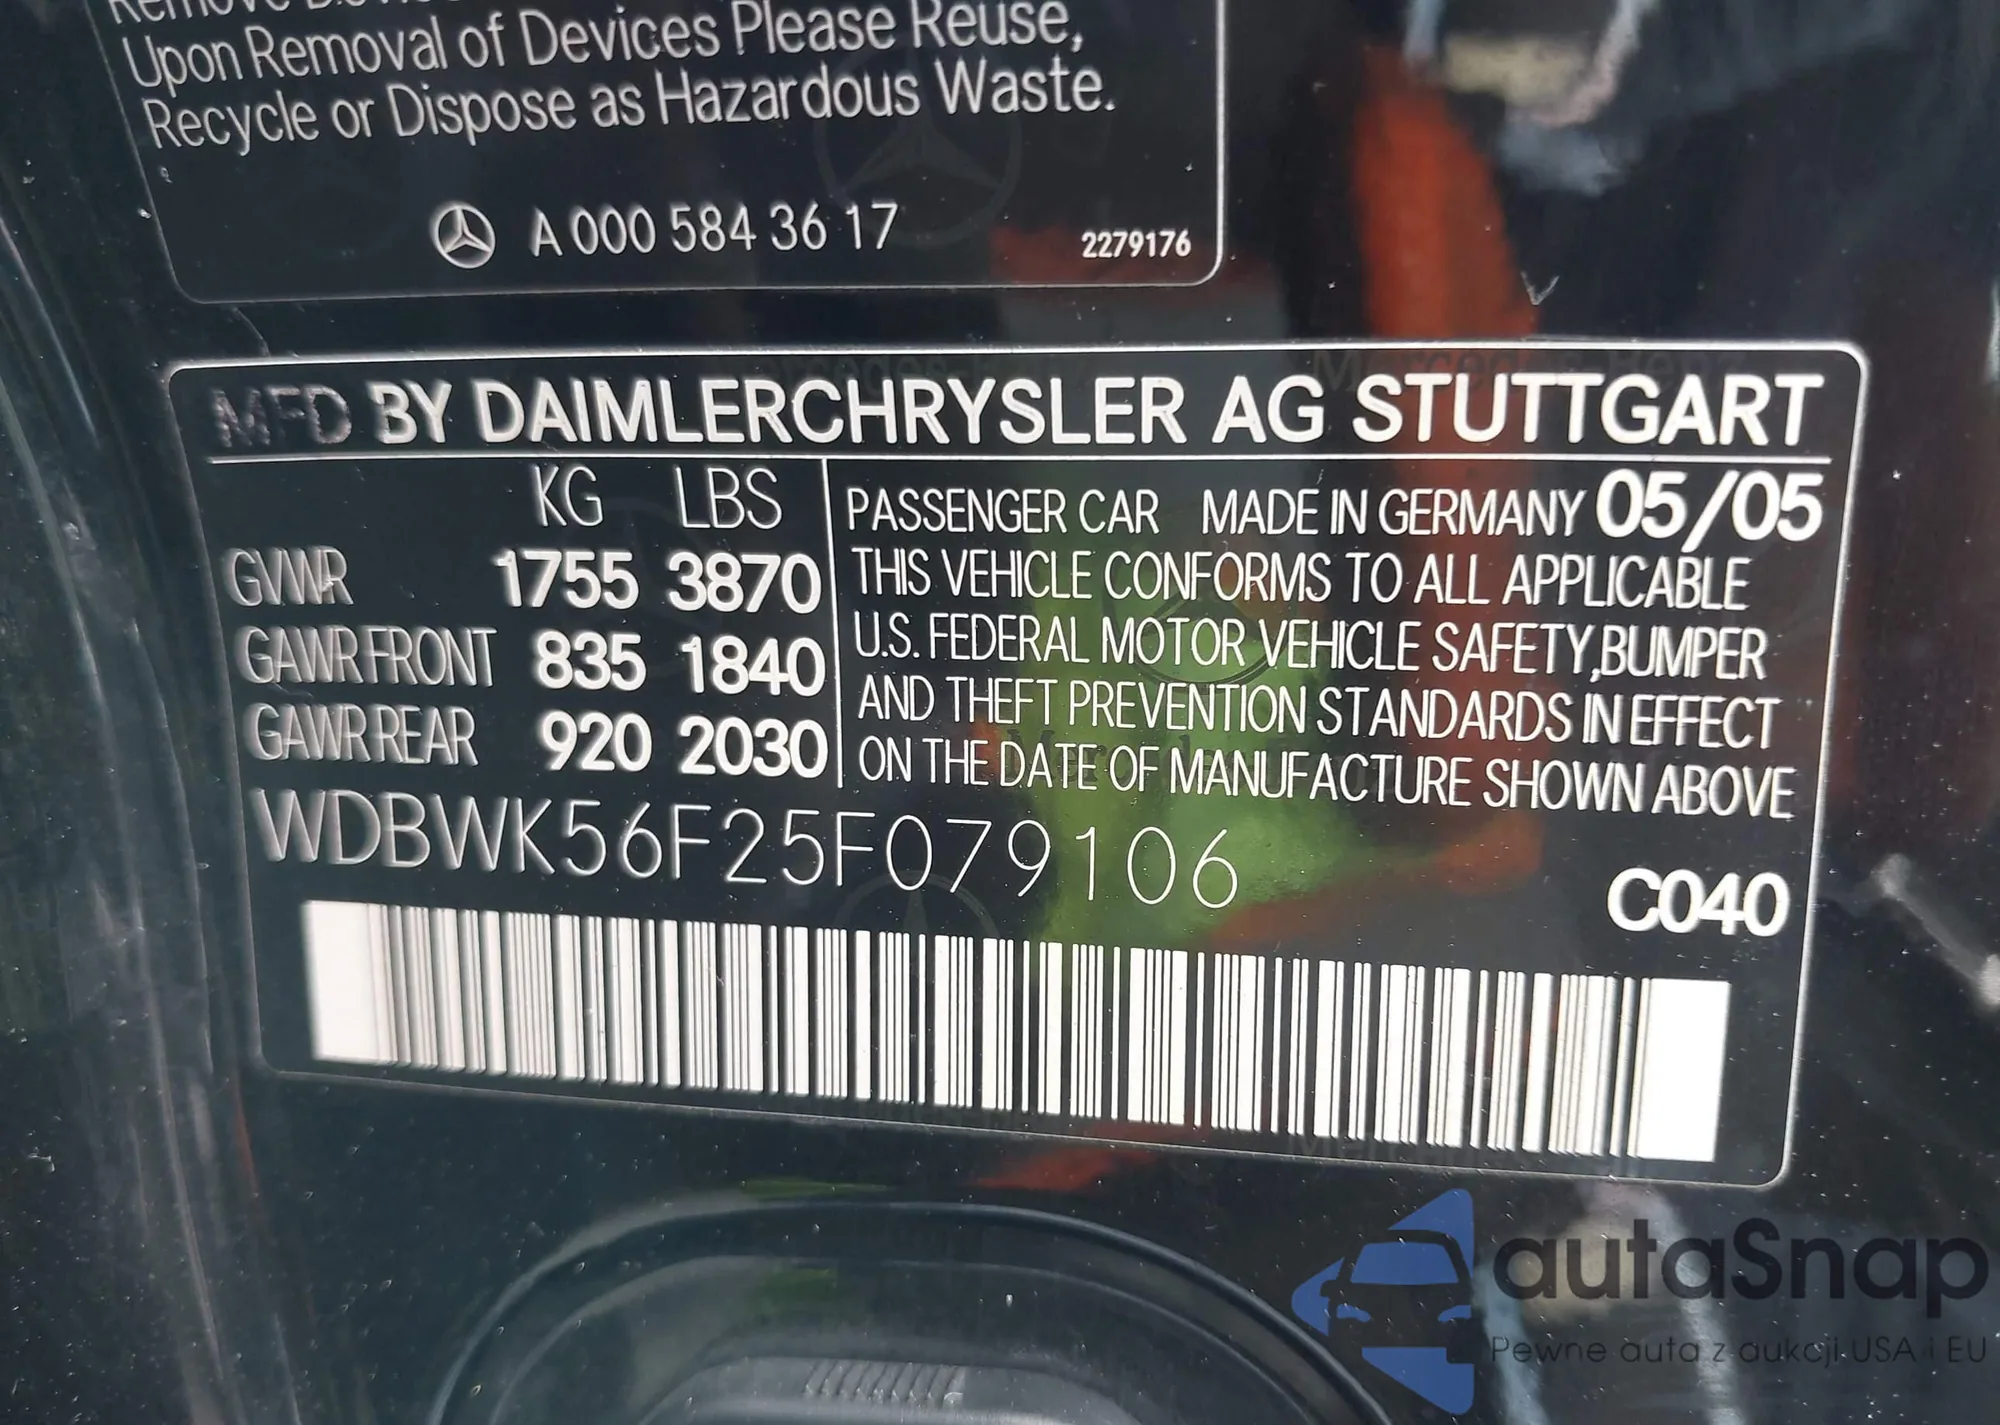 Upon Removal of Devices Please Reuse,
Recycle or Dispose as Hazardous Waste.
A 000 584 36 17
2279176
MFD BY DAIMLERCHRYSLER AG STUTTGART
KG LBS
GVWR 1755 3870
GAWR FRONT 835 1840
GAWR REAR 920 2030
PASSENGER CAR MADE IN GERMANY 05/05
THIS VEHICLE CONFORMS TO ALL APPLICABLE
U.S. FEDERAL MOTOR VEHICLE SAFETY,BUMPER
AND THEFT PREVENTION STANDARDS IN EFFECT
ON THE DATE OF MANUFACTURE SHOWN ABOVE
WDBWK56F25F079106
C040
autaSnap
Pewne auta z aukcji USA i EU